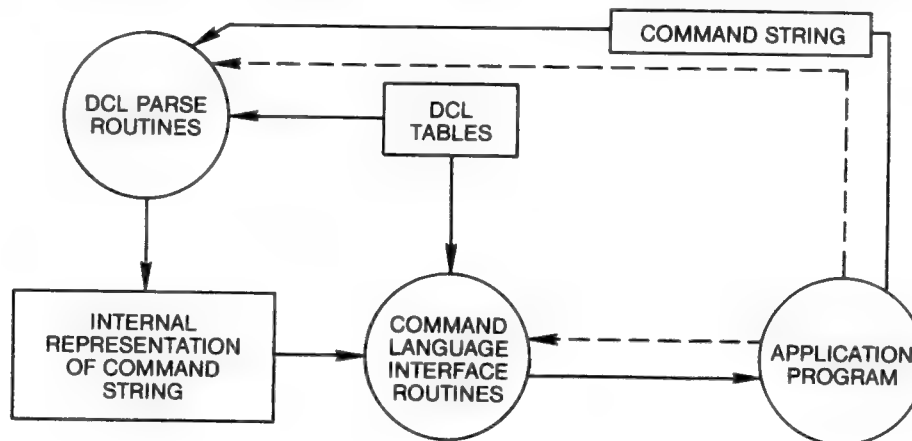 COMMAND STRING
DCL PARSE
ROUTINES
DCL
TABLES
INTERNAL
REPRESENTATION
OF COMMAND
STRING
COMMAND
LANGUAGE
INTERFACE
ROUTINES
APPLICATION
PROGRAM